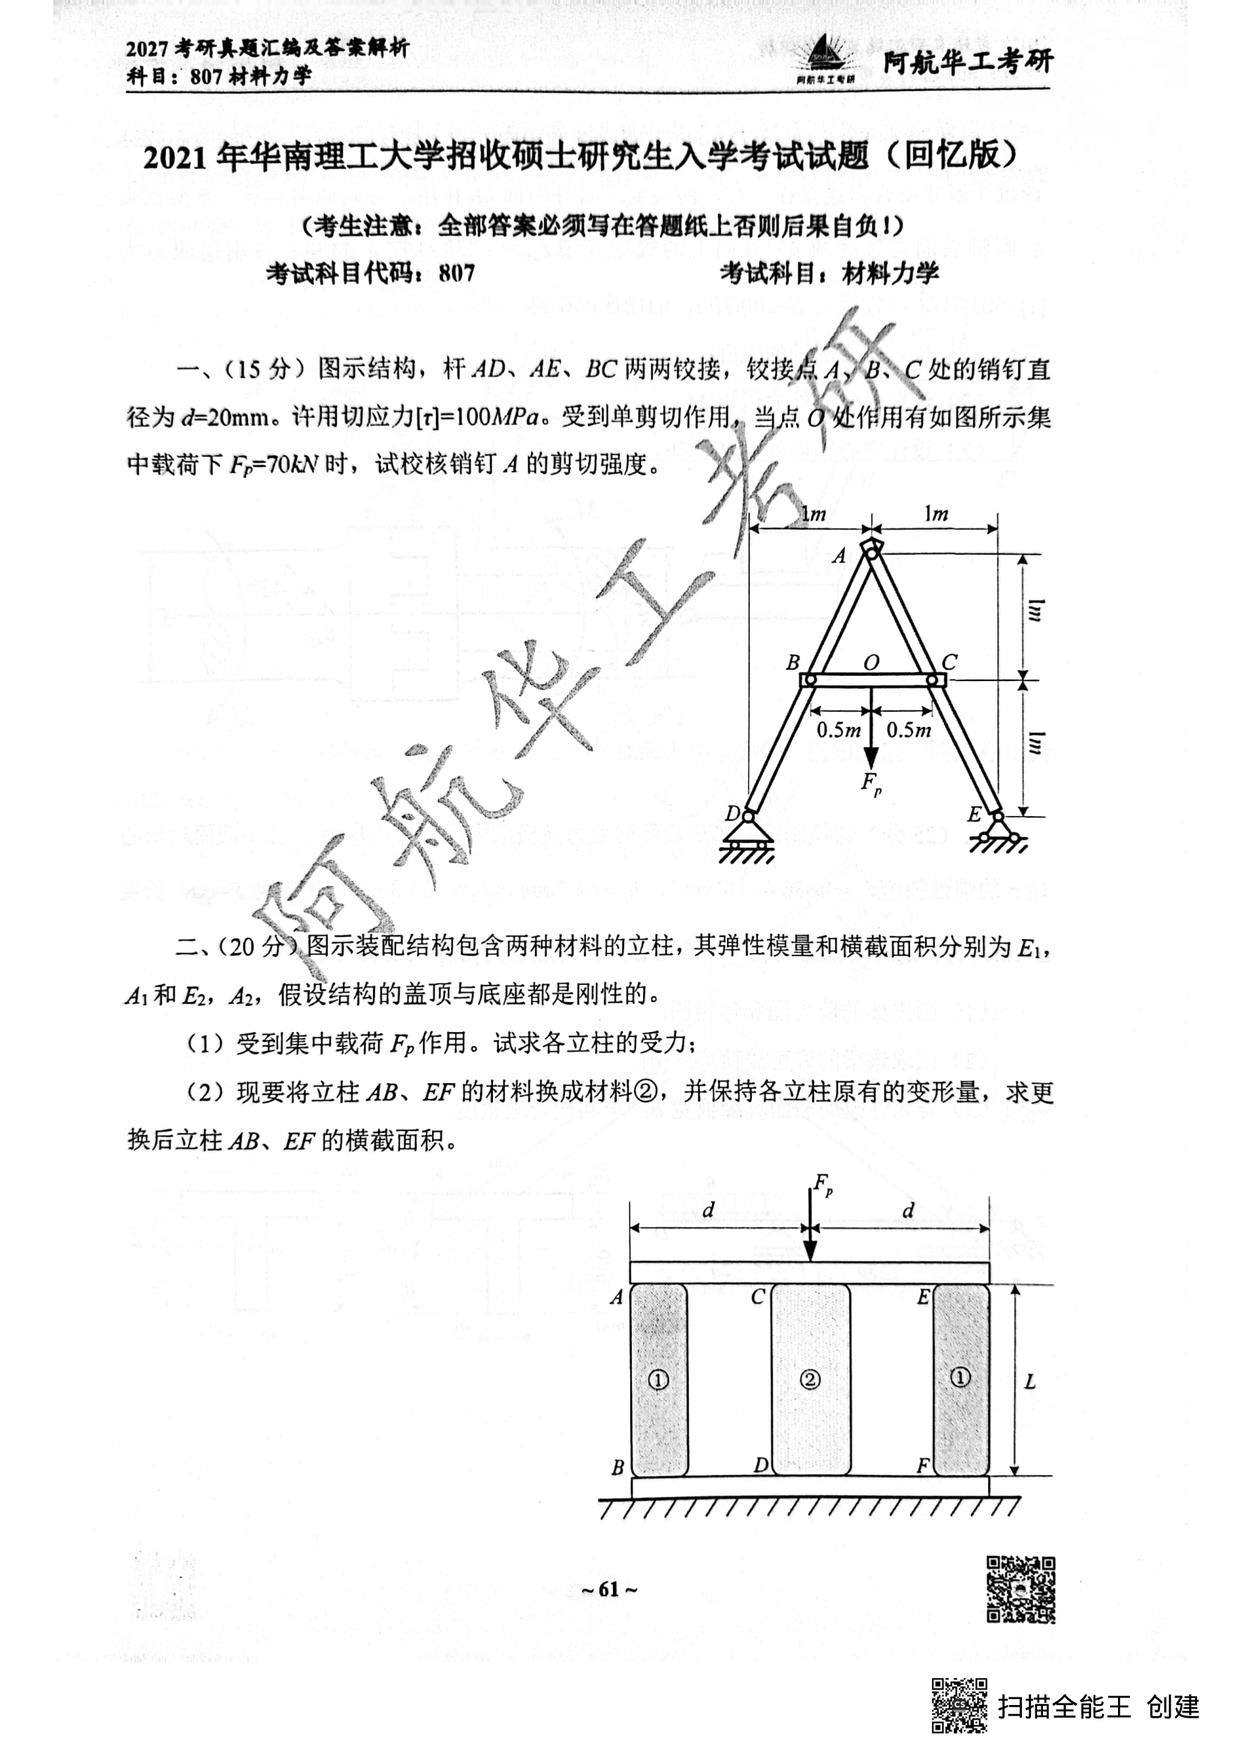 2027考研真题汇编及答案解析
科目：807材料力学
阿航华工考研
阿航华工考研
2021年华南理工大学招收硕士研究生入学考试试题（回忆版）
（考生注意：全部答案必须写在答题纸上否则后果自负！）
考试科目代码：807 考试科目：材料力学
一、（15分）图示结构，杆AD、AE、BC两两铰接，铰接点A、B、C处的销钉直
径为d=20mm。许用切应力[τ]=100MPa。受到单剪切作用，当点O处作用有如图所示集
中载荷下Fp=70kN时，试校核销钉A的剪切强度。
1m 1m
A
1m
B O C
0.5m 0.5m
1m
Fp
D E
二、（20分）图示装配结构包含两种材料的立柱，其弹性模量和横截面积分别为E1，
A1和E2，A2，假设结构的盖顶与底座都是刚性的。
（1）受到集中载荷Fp作用。试求各立柱的受力；
（2）现要将立柱AB、EF的材料换成材料②，并保持各立柱原有的变形量，求更
换后立柱AB、EF的横截面积。
Fp
d d
A C E
① ② ① L
B D F
阿航华工考研
~61~
扫描全能王 创建